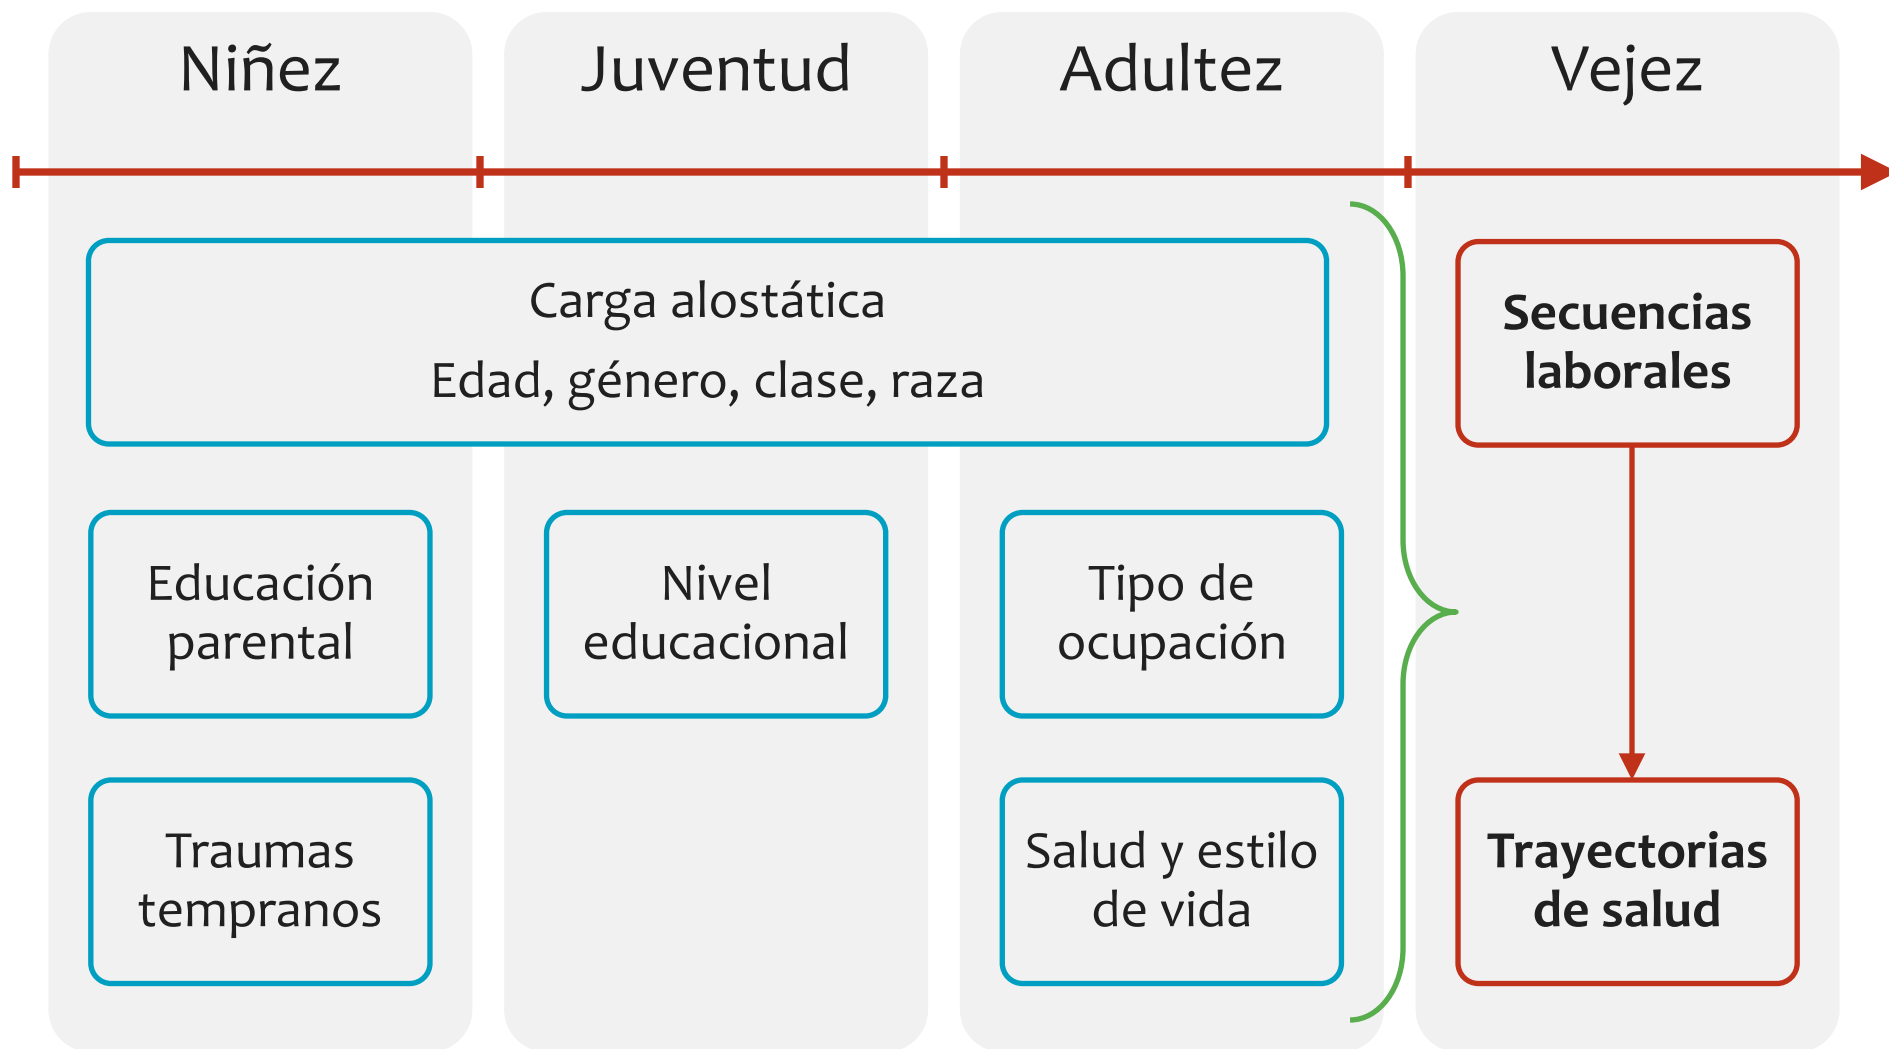 Niñez
Juventud
Adultez
Vejez
Carga alostática
Edad, género, clase, raza
Secuencias
laborales
Educación
parental
Nivel
educacional
Tipo de
ocupación
Traumas
tempranos
Salud y estilo
de vida
Trayectorias
de salud